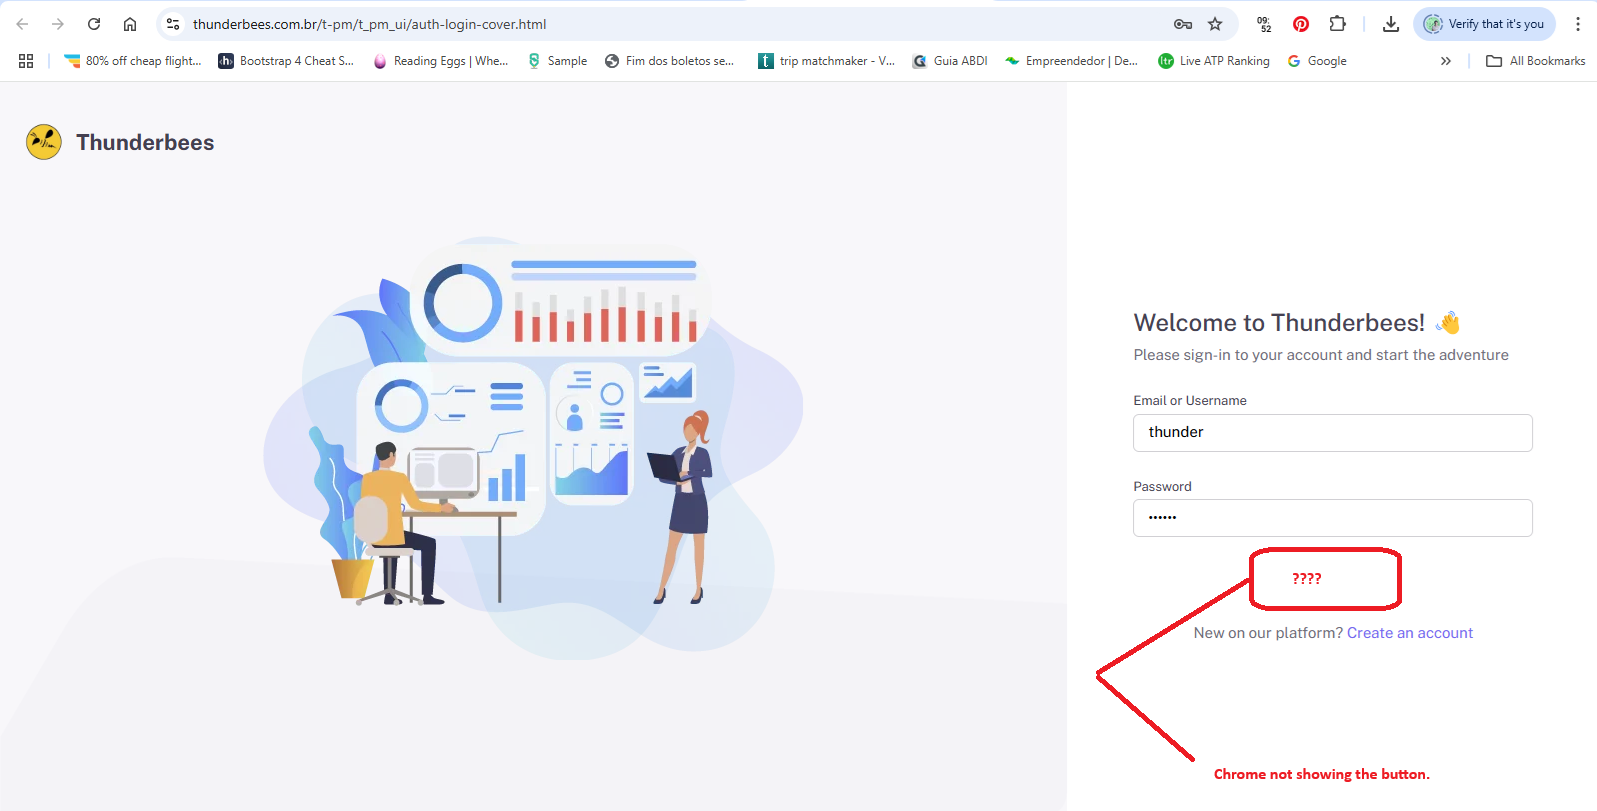 thunderbees.com.br/t-pm/t_pm_ui/auth-login-cover.html
09:
52
Verify that it's you
80% off cheap flight...
Bootstrap 4 Cheat S...
Reading Eggs | Whe...
Sample
Fim dos boletos se...
trip matchmaker - V...
Guia ABDI
Empreendedor | De...
Live ATP Ranking
Google
All Bookmarks
Thunderbees
Welcome to Thunderbees! 👋
Please sign-in to your account and start the adventure
Email or Username
thunder
Password
••••••
????
New on our platform? Create an account
Chrome not showing the button.